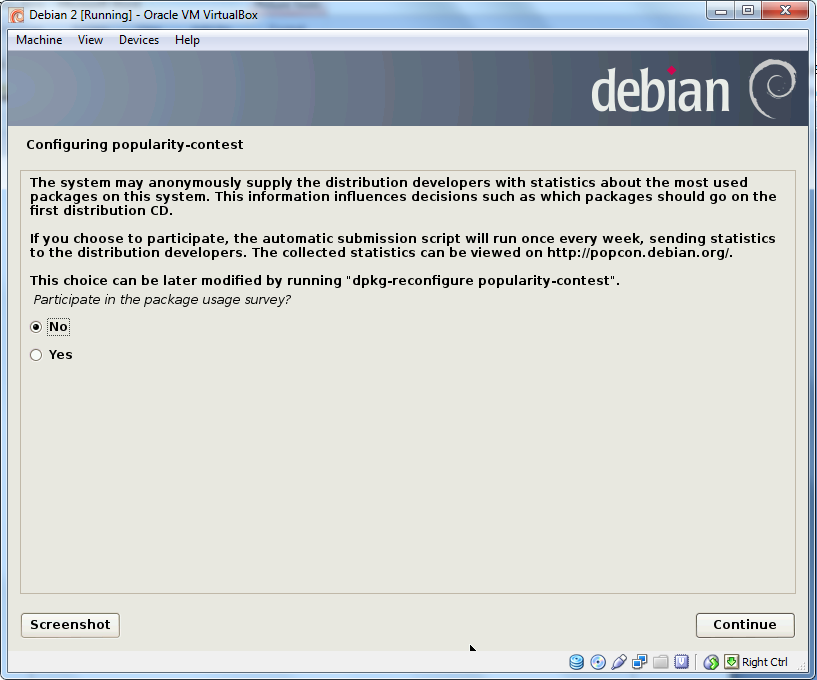 Debian 2 [Running] - Oracle VM VirtualBox
Machine View Devices Help
debian
Configuring popularity-contest
The system may anonymously supply the distribution developers with statistics about the most used
packages on this system. This information influences decisions such as which packages should go on the
first distribution CD.
If you choose to participate, the automatic submission script will run once every week, sending statistics
to the distribution developers. The collected statistics can be viewed on http://popcon.debian.org/.
This choice can be later modified by running "dpkg-reconfigure popularity-contest".
Participate in the package usage survey?
No
Yes
Screenshot Continue
Right Ctrl